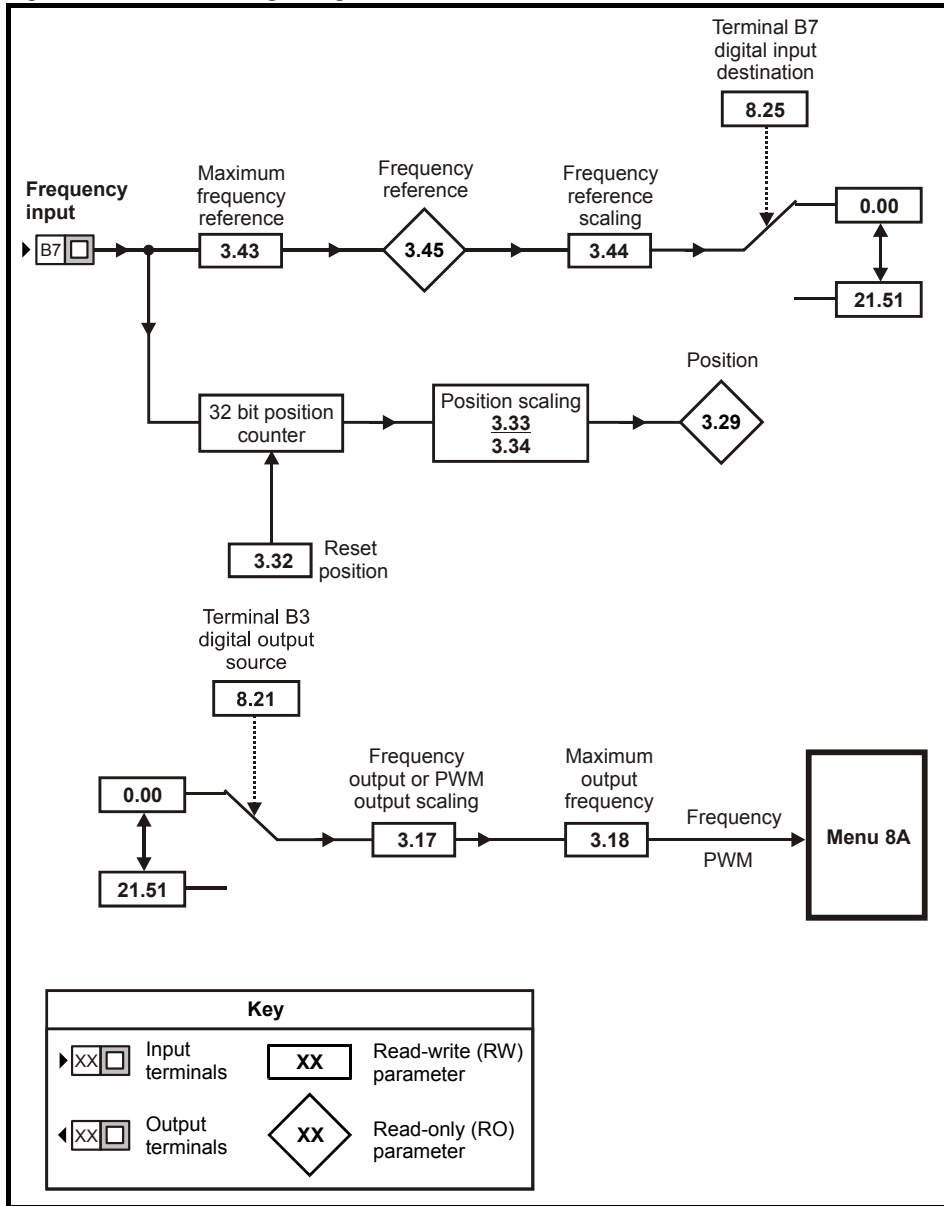 Terminal B7
digital input
destination
8.25
Frequency
input
B7
Maximum
frequency
reference
3.43
Frequency
reference
3.45
Frequency
reference
scaling
3.44
0.00
21.51
32 bit position
counter
Position scaling
3.33
3.34
Position
3.29
3.32
Reset
position
Terminal B3
digital output
source
8.21
0.00
21.51
Frequency
output or PWM
output scaling
3.17
Maximum
output
frequency
3.18
Frequency
PWM
Menu 8A
Key
XX
Input
terminals
XX
Read-write (RW)
parameter
XX
Output
terminals
XX
Read-only (RO)
parameter